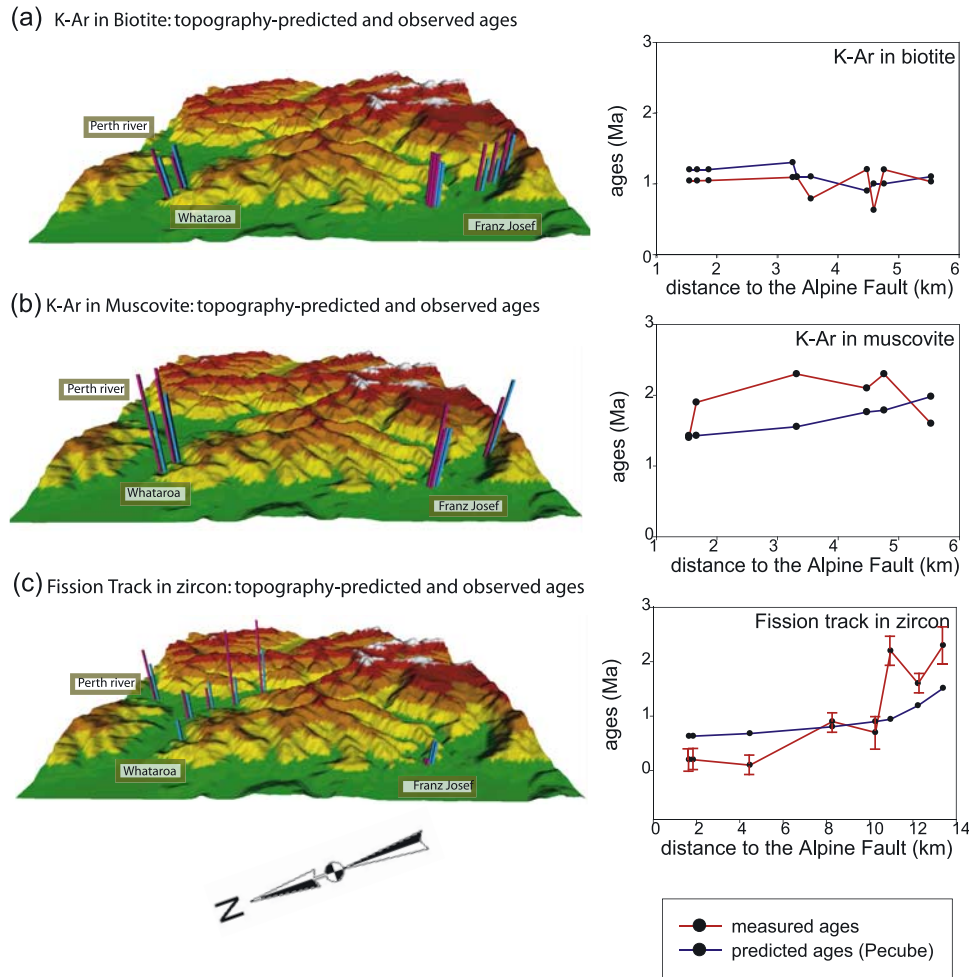 (a) K-Ar in Biotite: topography-predicted and observed ages
Perth river
Whataroa
Franz Josef
3
2
1
0
ages (Ma)
K-Ar in biotite
1 2 3 4 5 6
distance to the Alpine Fault (km)
(b) K-Ar in Muscovite: topography-predicted and observed ages
Perth river
Whataroa
Franz Josef
3
2
1
0
ages (Ma)
K-Ar in muscovite
1 2 3 4 5 6
distance to the Alpine Fault (km)
(c) Fission Track in zircon: topography-predicted and observed ages
Perth river
Whataroa
Franz Josef
3
2
1
0
ages (Ma)
Fission track in zircon
0 2 4 6 8 10 12 14
distance to the Alpine Fault (km)
N
measured ages
predicted ages (Pecube)